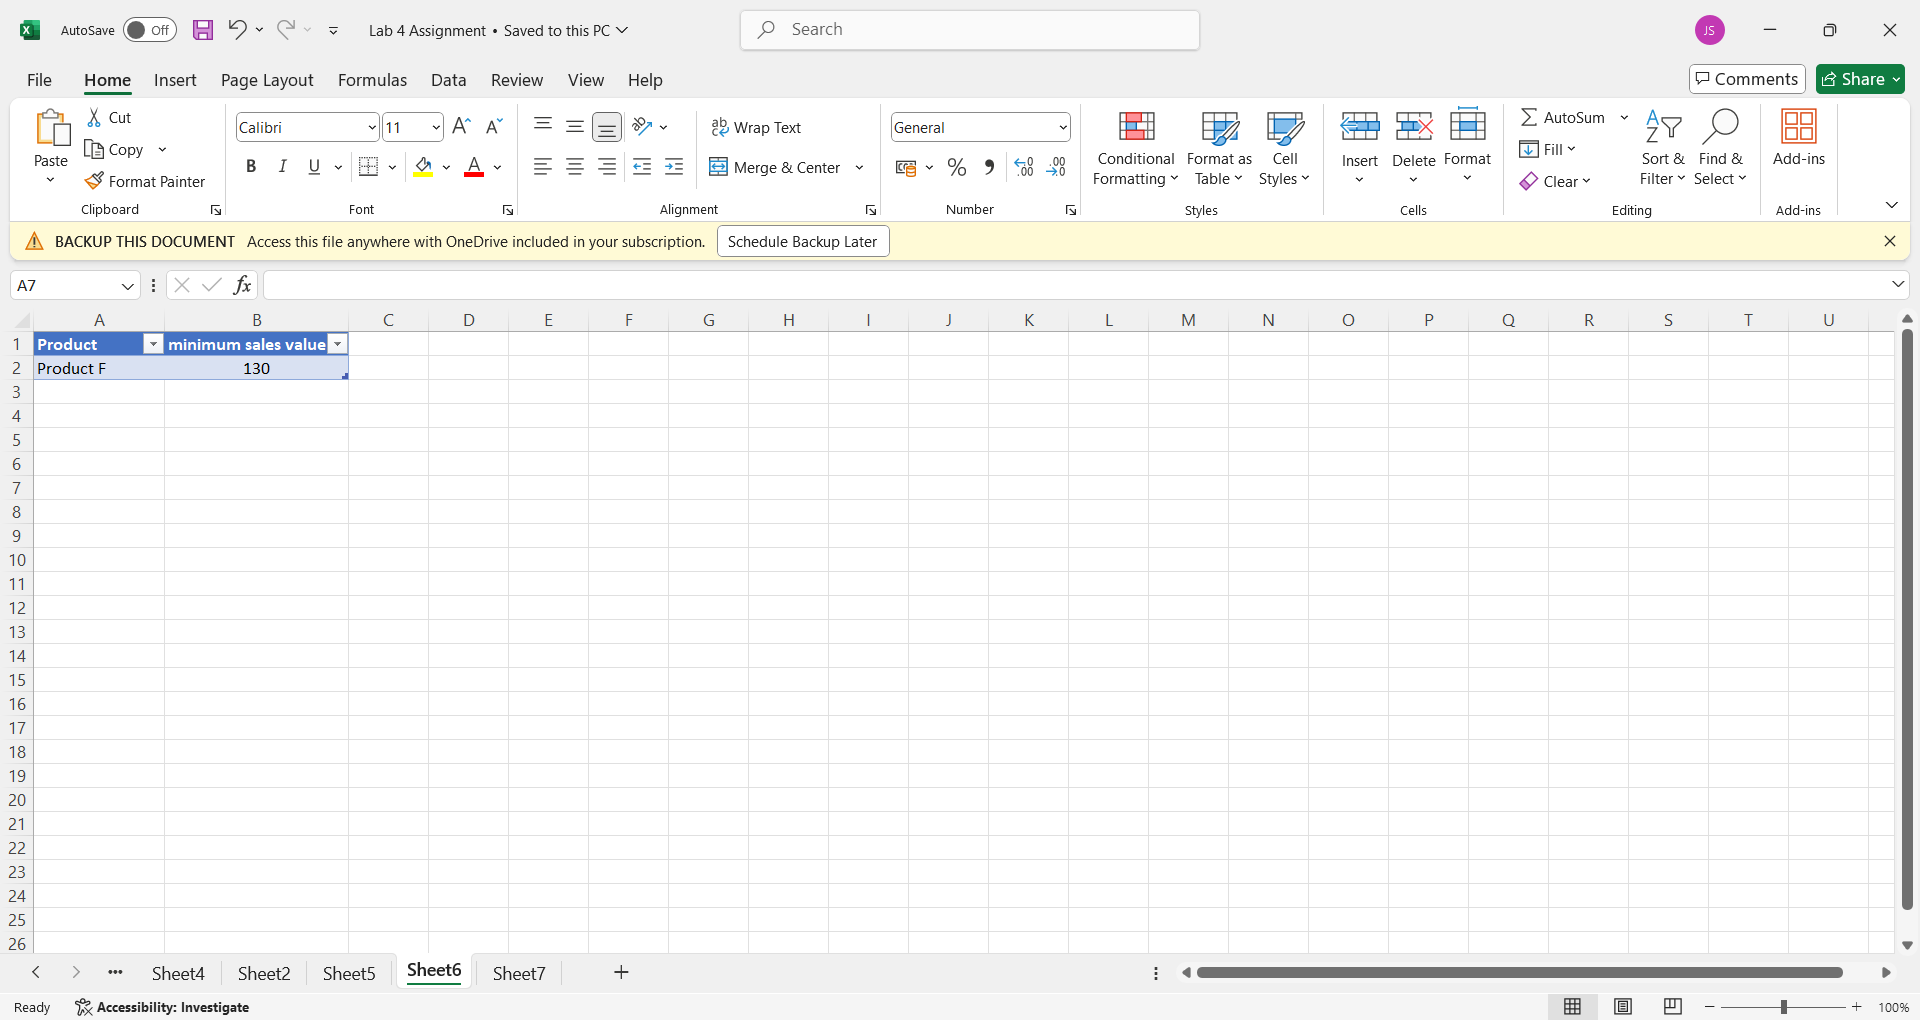 AutoSave Off Lab 4 Assignment • Saved to this PC Search JS
File Home Insert Page Layout Formulas Data Review View Help Comments Share
Paste Cut Copy Format Painter Clipboard
Calibri 11 B I U A Font
ab Wrap Text Merge & Center Alignment
General % Number
Conditional Formatting Format as Table Cell Styles Styles
Insert Delete Format Cells
AutoSum Fill Clear Sort & Filter Find & Select Editing
Add-ins Add-ins
BACKUP THIS DOCUMENT Access this file anywhere with OneDrive included in your subscription. Schedule Backup Later
A7 fx
A B C D E F G H I J K L M N O P Q R S T U
1 Product minimum sales value
2 Product F 130
3
4
5
6
7
8
9
10
11
12
13
14
15
16
17
18
19
20
21
22
23
24
25
26
Sheet4 Sheet2 Sheet5 Sheet6 Sheet7
Ready Accessibility: Investigate 100%